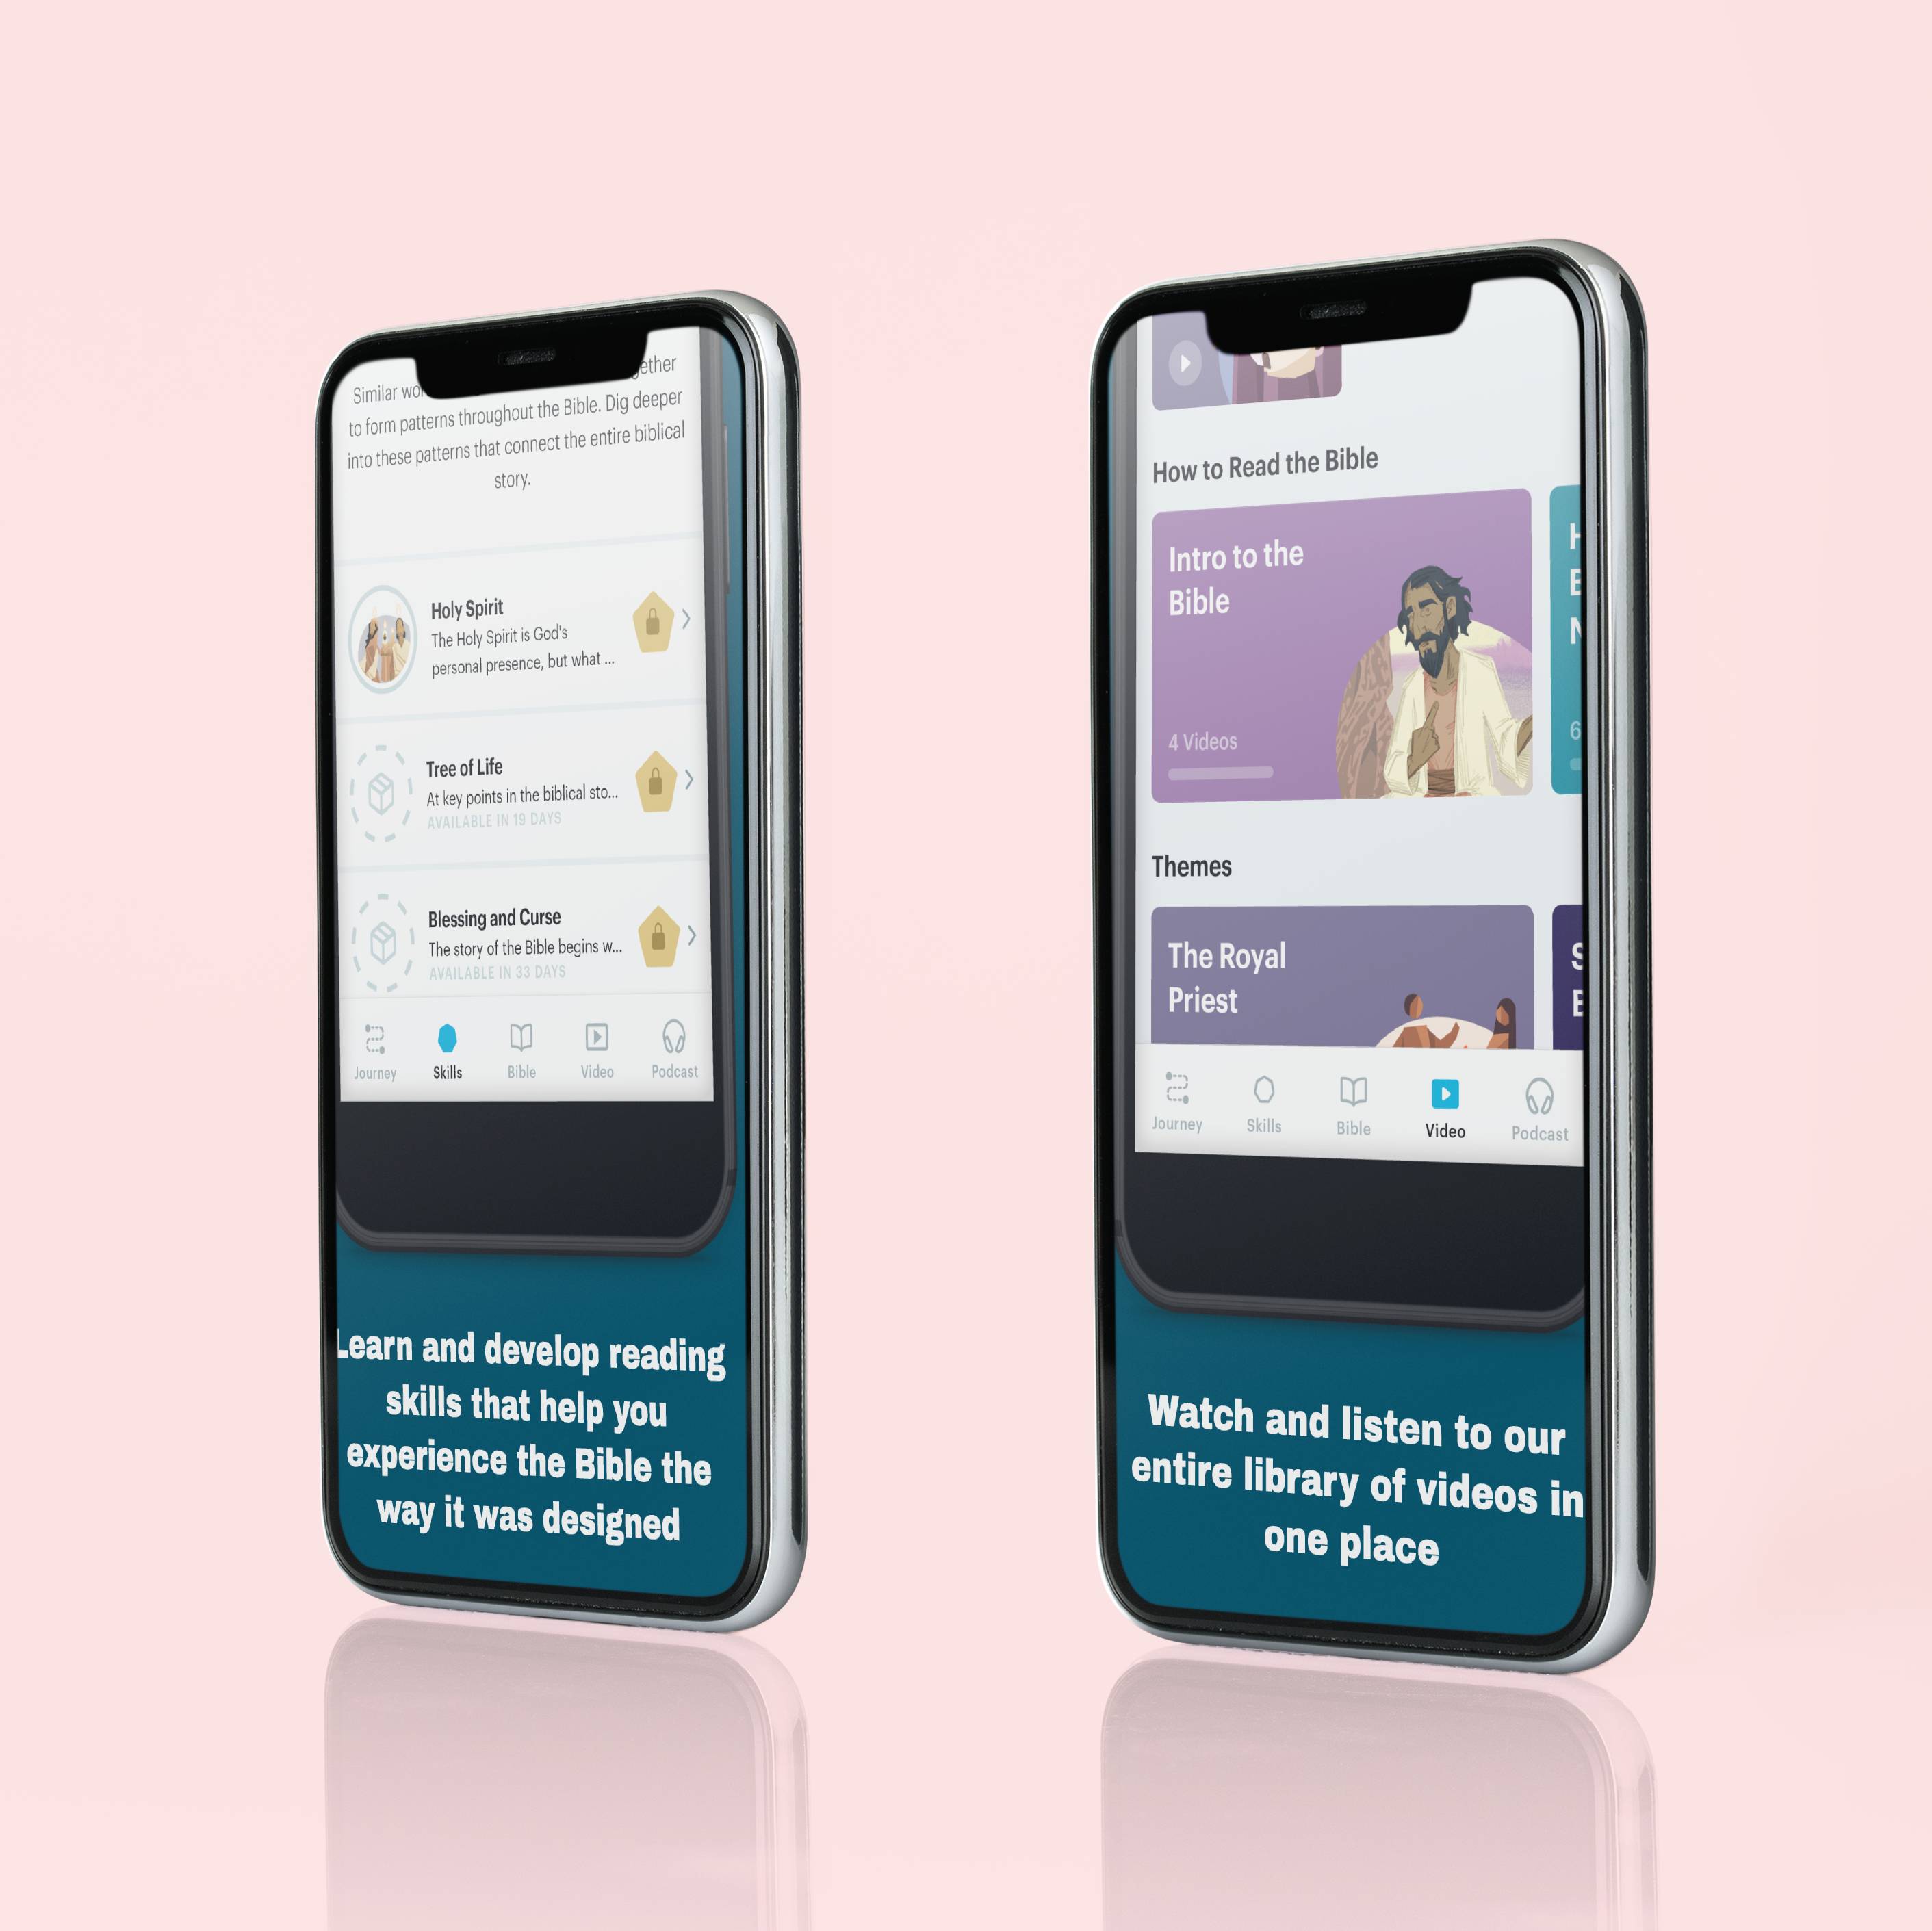 Similar
to form patterns throughout the Bible. Dig deeper
into these patterns that connect the entire biblical
story.
Holy Spirit
The Holy Spirit is God's
personal presence, but what ...
Tree of Life
At key points in the biblical sto...
AVAILABLE IN 19 DAYS
Blessing and Curse
The story of the Bible begins w...
AVAILABLE IN 33 DAYS
Journey
Skills
Bible
Video
Podcast
Learn and develop reading
skills that help you
experience the Bible the
way it was designed
How to Read the Bible
Intro to the
Bible
4 Videos
Themes
The Royal
Priest
Journey
Skills
Bible
Video
Podcast
Watch and listen to our
entire library of videos in
one place